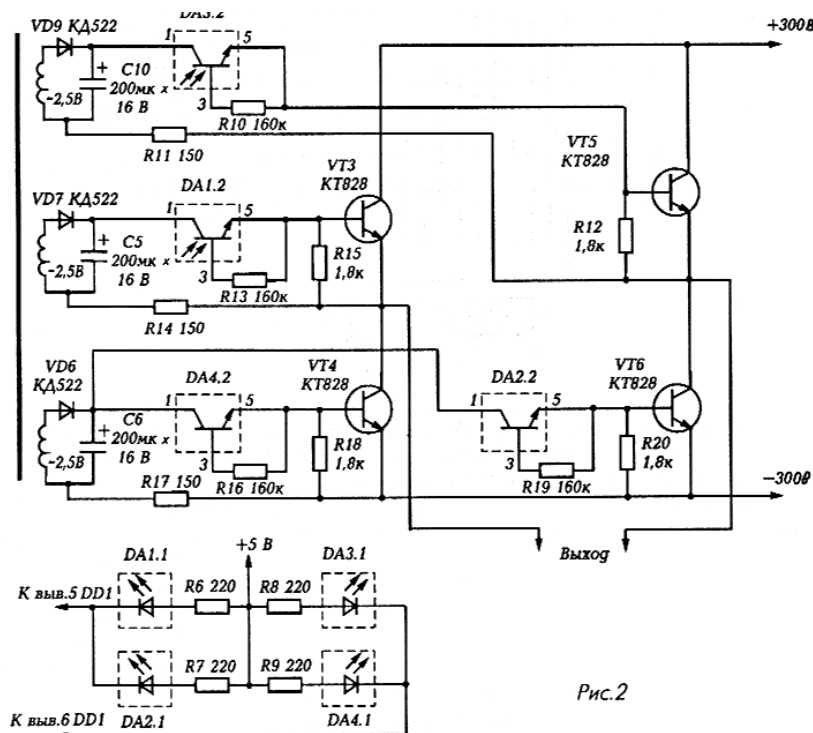 DA3.2
VD9 КД522
1
5
+300в
+
C10
200мк ×
16 В
~2,5В
3
R10 160к
R11 150
VT5
КТ828
VT3
КТ828
DA1.2
VD7 КД522
1
5
+
C5
200мк ×
16 В
~2,5В
3
R13 160к
R15
1,8к
R12
1,8к
R14 150
VD6
КД522
DA4.2
VT4
КТ828
DA2.2
VT6
КТ828
1
5
1
5
+
C6
200мк ×
16 В
~2,5В
3
R16 160к
R18
1,8к
3
R19 160к
R20
1,8к
R17 150
−300в
Выход
+5 В
DA1.1
R6 220
R8 220
DA3.1
К выв.5 DD1
R7 220
R9 220
DA2.1
DA4.1
К выв.6 DD1
Рис.2